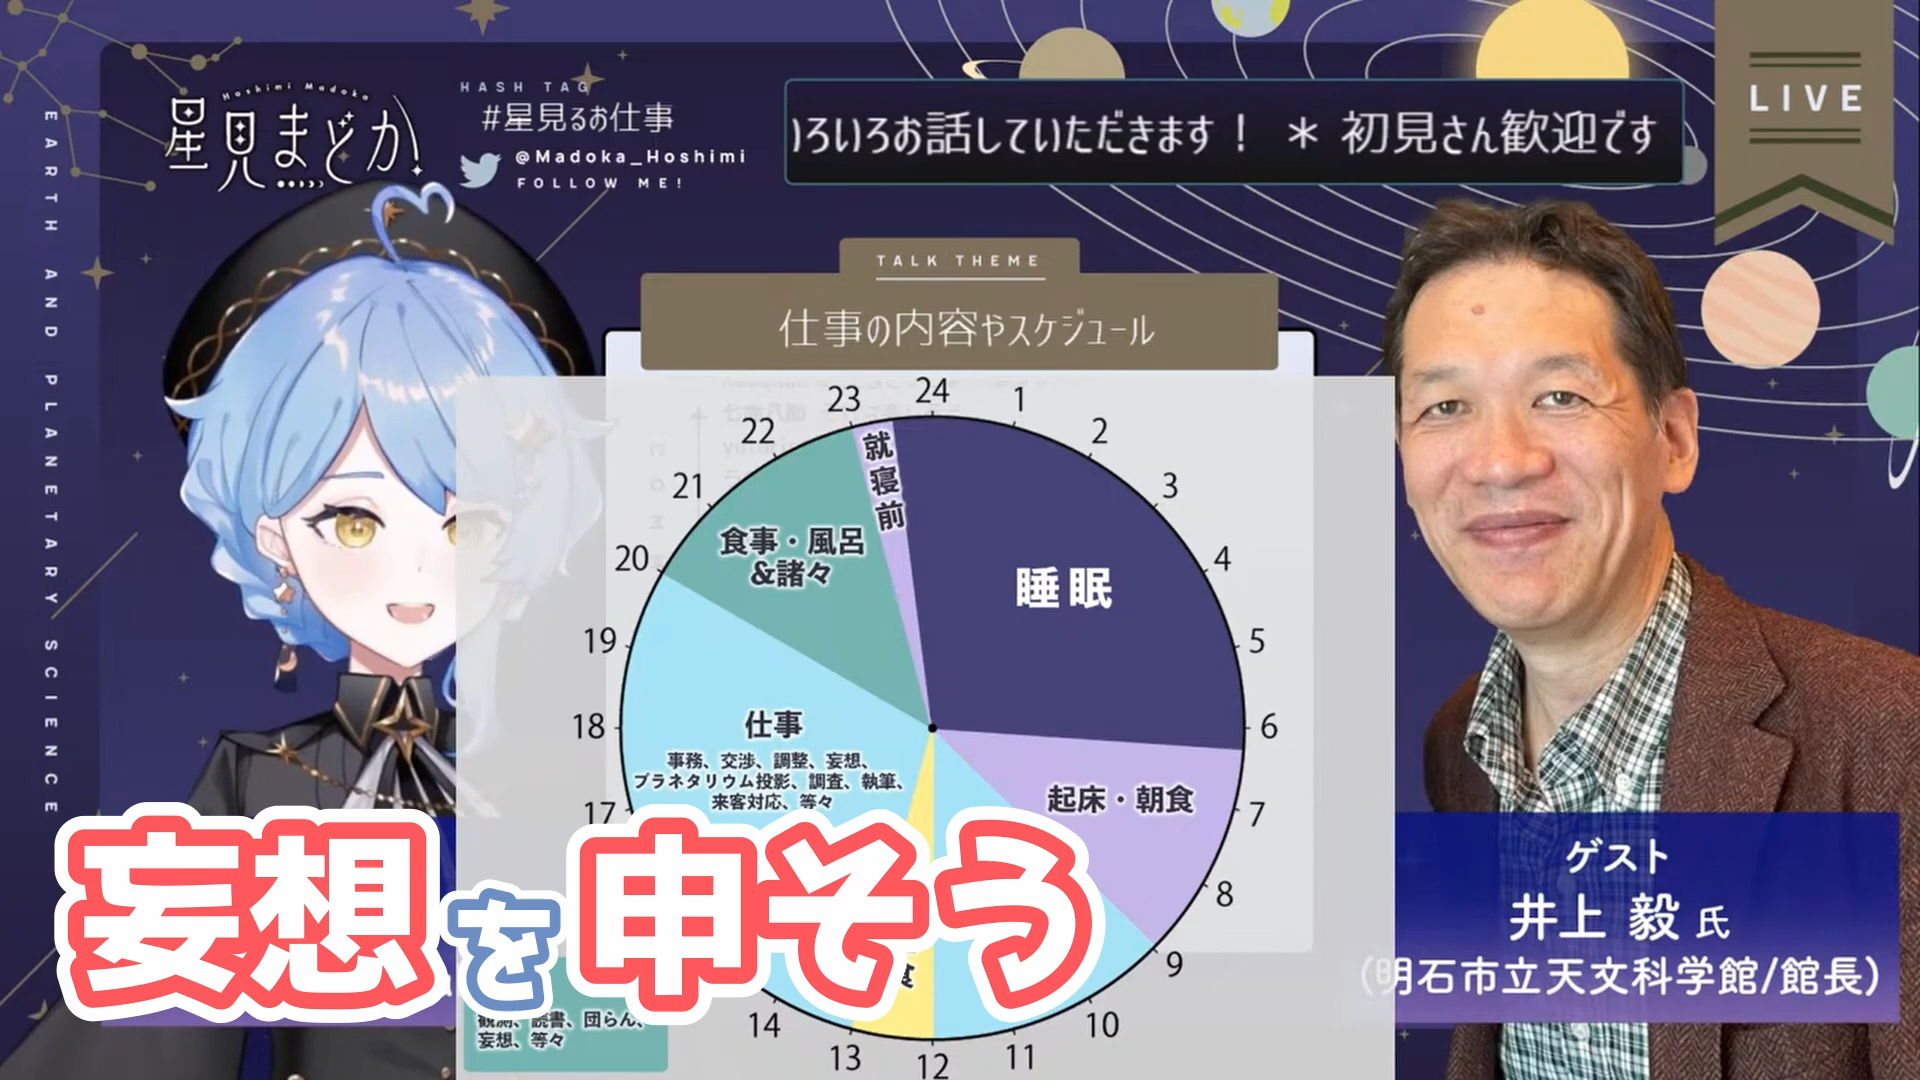 Hoshimi Madoka
星見まどか
HASH TAG
#星見るお仕事
@Madoka_Hoshimi
FOLLOW ME!
いろいろお話していただきます！ ＊ 初見さん歓迎です
LIVE
EARTH AND PLANETARY SCIENCE
TALK THEME
仕事の内容やスケジュール
24
1
2
3
4
5
6
7
8
9
10
11
12
13
14
17
18
19
20
21
22
23
就寝前
睡眠
食事・風呂
&諸々
起床・朝食
仕事
事務、交渉、調整、妄想、
プラネタリウム投影、調査、執筆、
来客対応、等々
食
観測、読書、団らん、
妄想、等々
妄想を申そう
ゲスト
井上 毅 氏
(明石市立天文科学館/館長)